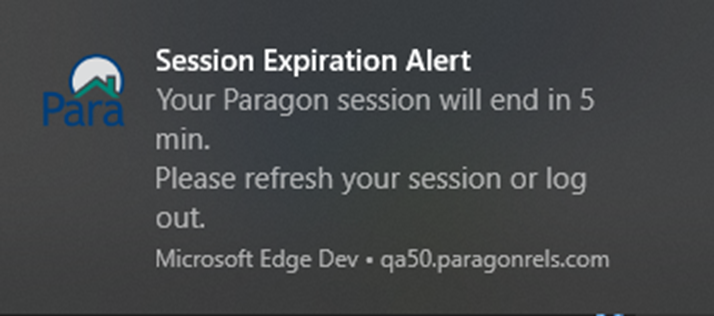 Para
Session Expiration Alert
Your Paragon session will end in 5
min.
Please refresh your session or log
out.
Microsoft Edge Dev • qa50.paragonrels.com